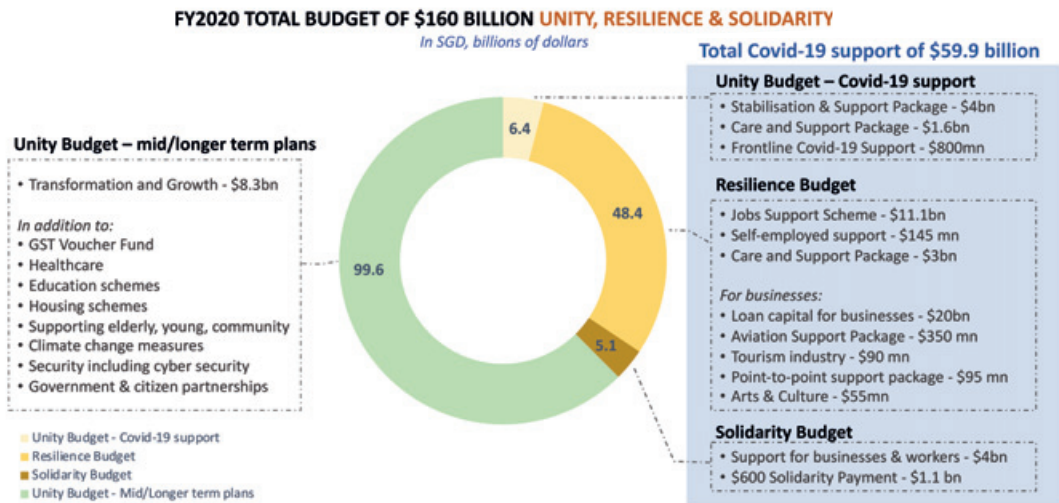 FY2020 TOTAL BUDGET OF $160 BILLION UNITY, RESILIENCE & SOLIDARITY
In SGD, billions of dollars
Total Covid-19 support of $59.9 billion
Unity Budget – mid/longer term plans
• Transformation and Growth - $8.3bn
In addition to:
• GST Voucher Fund
• Healthcare
• Education schemes
• Housing schemes
• Supporting elderly, young, community
• Climate change measures
• Security including cyber security
• Government & citizen partnerships
6.4
48.4
5.1
99.6
Unity Budget – Covid-19 support
• Stabilisation & Support Package - $4bn
• Care and Support Package - $1.6bn
• Frontline Covid-19 Support - $800mn
Resilience Budget
• Jobs Support Scheme - $11.1bn
• Self-employed support - $145 mn
• Care and Support Package - $3bn
For businesses:
• Loan capital for businesses - $20bn
• Aviation Support Package - $350 mn
• Tourism industry - $90 mn
• Point-to-point support package - $95 mn
• Arts & Culture - $55mn
Solidarity Budget
• Support for businesses & workers - $4bn
• $600 Solidarity Payment - $1.1 bn
Unity Budget - Covid-19 support
Resilience Budget
Solidarity Budget
Unity Budget - Mid/Longer term plans